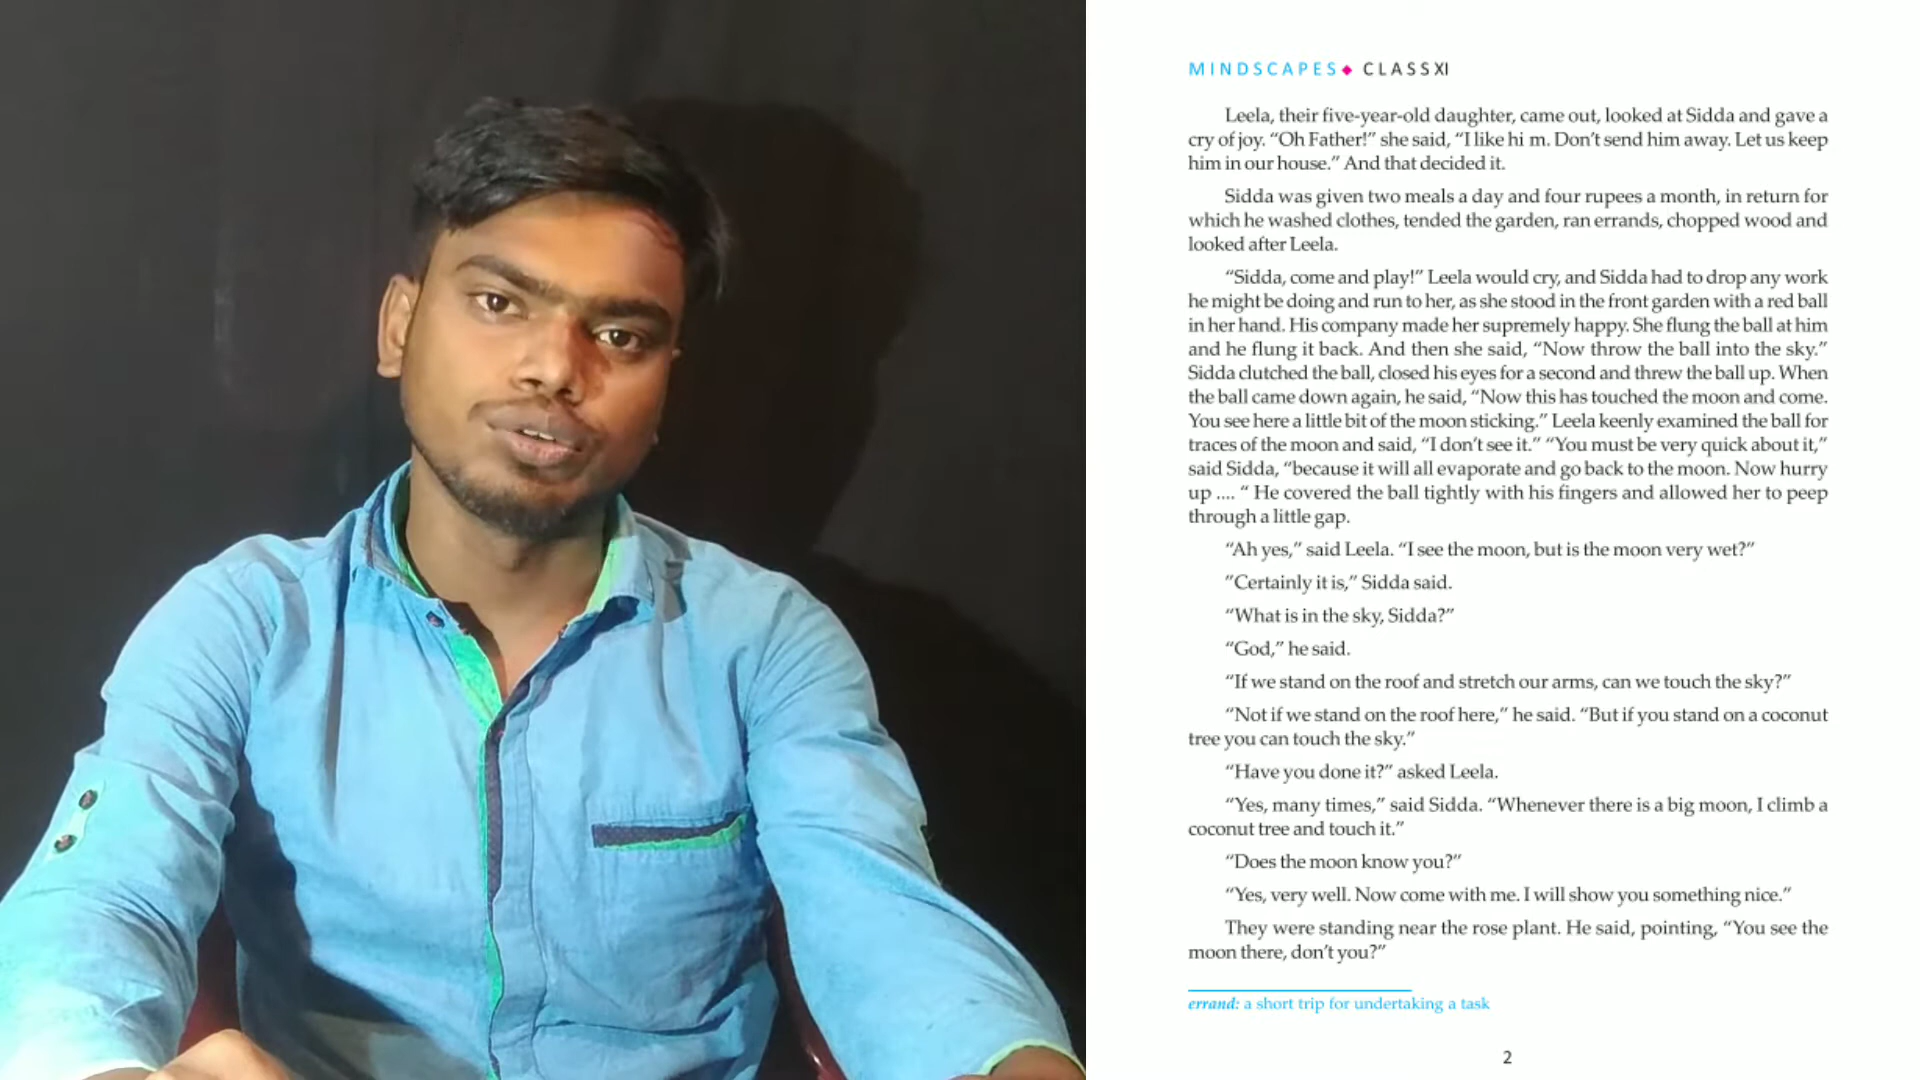 MINDSCAPES◆ CLASS XI
Leela, their five-year-old daughter, came out, looked at Sidda and gave a
cry of joy. “Oh Father!” she said, “I like hi m. Don’t send him away. Let us keep
him in our house.” And that decided it.
Sidda was given two meals a day and four rupees a month, in return for
which he washed clothes, tended the garden, ran errands, chopped wood and
looked after Leela.
“Sidda, come and play!” Leela would cry, and Sidda had to drop any work
he might be doing and run to her, as she stood in the front garden with a red ball
in her hand. His company made her supremely happy. She flung the ball at him
and he flung it back. And then she said, “Now throw the ball into the sky.”
Sidda clutched the ball, closed his eyes for a second and threw the ball up. When
the ball came down again, he said, “Now this has touched the moon and come.
You see here a little bit of the moon sticking.” Leela keenly examined the ball for
traces of the moon and said, “I don’t see it.” “You must be very quick about it,”
said Sidda, “because it will all evaporate and go back to the moon. Now hurry
up .... “ He covered the ball tightly with his fingers and allowed her to peep
through a little gap.
“Ah yes,” said Leela. “I see the moon, but is the moon very wet?”
”Certainly it is,” Sidda said.
“What is in the sky, Sidda?”
“God,” he said.
“If we stand on the roof and stretch our arms, can we touch the sky?”
“Not if we stand on the roof here,” he said. “But if you stand on a coconut
tree you can touch the sky.”
“Have you done it?” asked Leela.
“Yes, many times,” said Sidda. “Whenever there is a big moon, I climb a
coconut tree and touch it.”
“Does the moon know you?”
“Yes, very well. Now come with me. I will show you something nice.”
They were standing near the rose plant. He said, pointing, “You see the
moon there, don’t you?”
errand: a short trip for undertaking a task
2